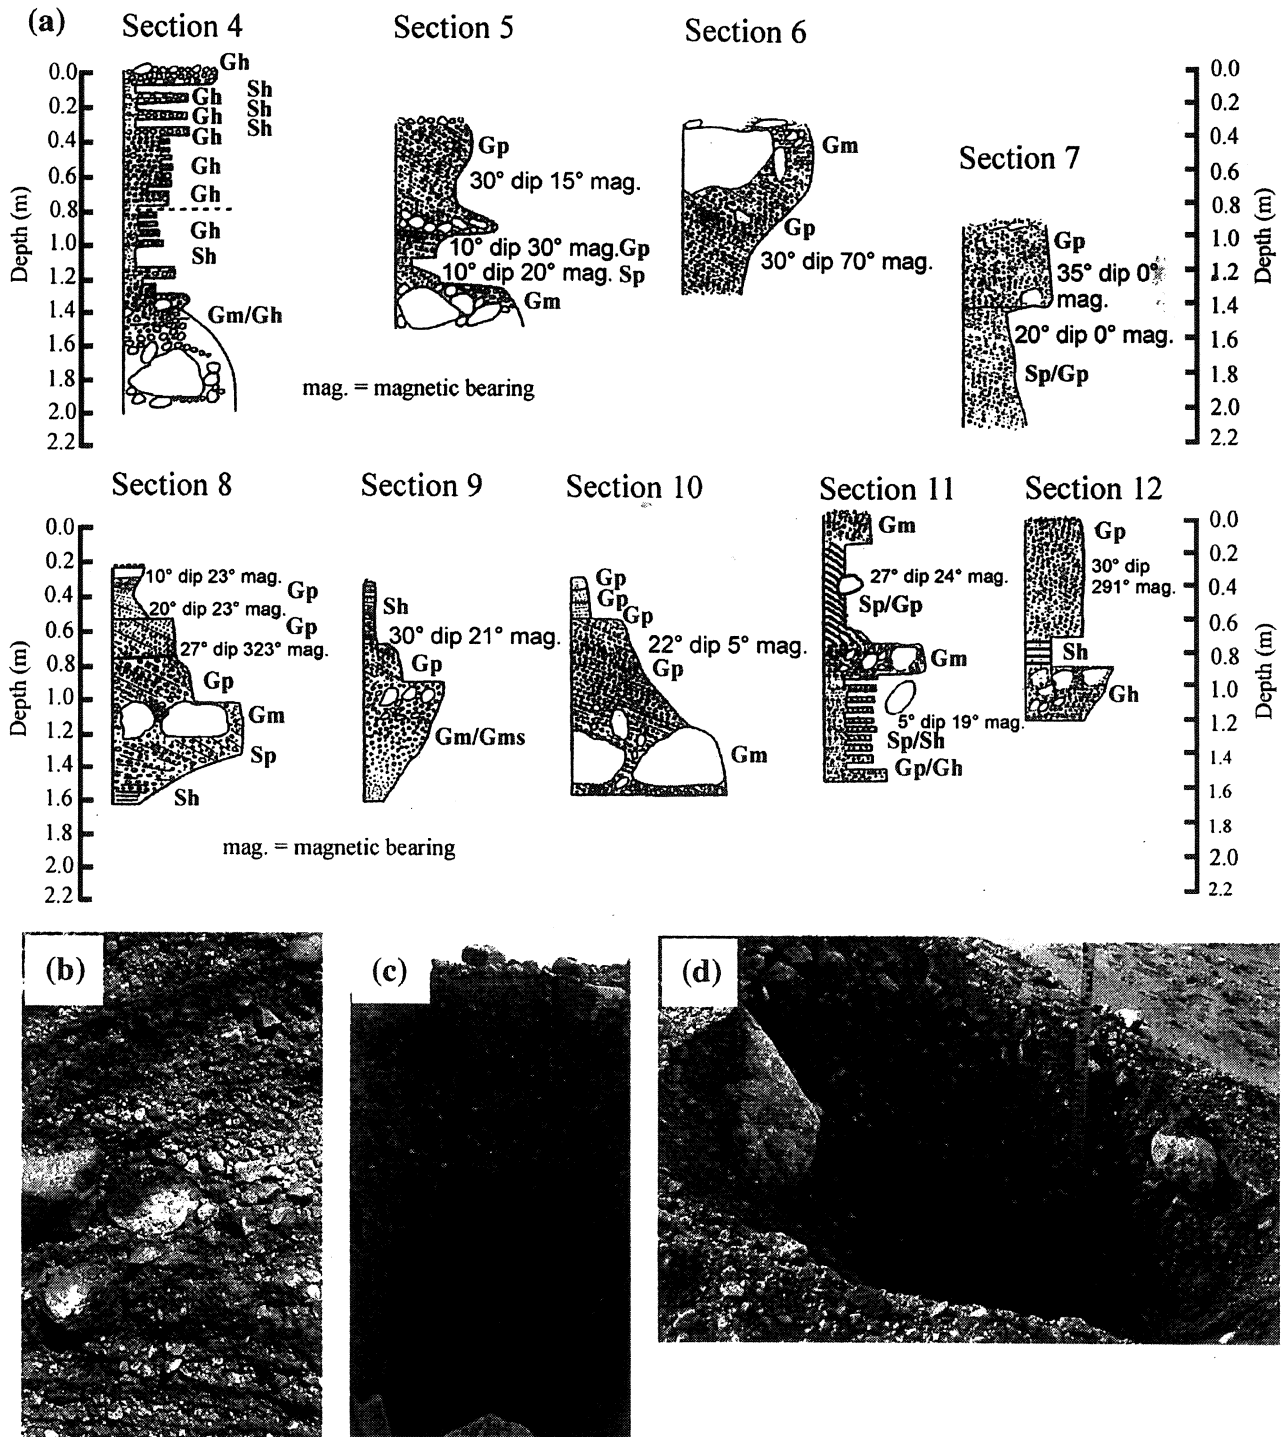 (a)
Section 4
Section 5
Section 6
Section 7
Depth (m)
0.0
0.2
0.4
0.6
0.8
1.0
1.2
1.4
1.6
1.8
2.0
2.2
Gh
Sh
Gh
Sh
Gh
Sh
Gh
Gh
Gh
Gh
Sh
Gm/Gh
Gp
30° dip 15° mag.
10° dip 30° mag. Gp
10° dip 20° mag. Sp
Gm
mag. = magnetic bearing
Gm
Gp
30° dip 70° mag.
Gp
35° dip 0°
mag.
20° dip 0° mag.
Sp/Gp
0.0
0.2
0.4
0.6
0.8
1.0
1.2
1.4
1.6
1.8
2.0
2.2
Depth (m)
Section 8
Section 9
Section 10
Section 11
Section 12
Depth (m)
0.0
0.2
0.4
0.6
0.8
1.0
1.2
1.4
1.6
1.8
2.0
2.2
10° dip 23° mag.
Gp
20° dip 23° mag.
Gp
27° dip 323° mag.
Gp
Gm
Sp
Sh
mag. = magnetic bearing
Sh
30° dip 21° mag.
Gp
Gm/Gms
Gp
Gp
Gp
22° dip 5° mag.
Gp
Gm
Gm
27° dip 24° mag.
Sp/Gp
Gm
5° dip 19° mag.
Sp/Sh
Gp/Gh
Gp
30° dip
291° mag.
Sh
Gh
0.0
0.2
0.4
0.6
0.8
1.0
1.2
1.4
1.6
1.8
2.0
2.2
Depth (m)
(b)
(c)
(d)